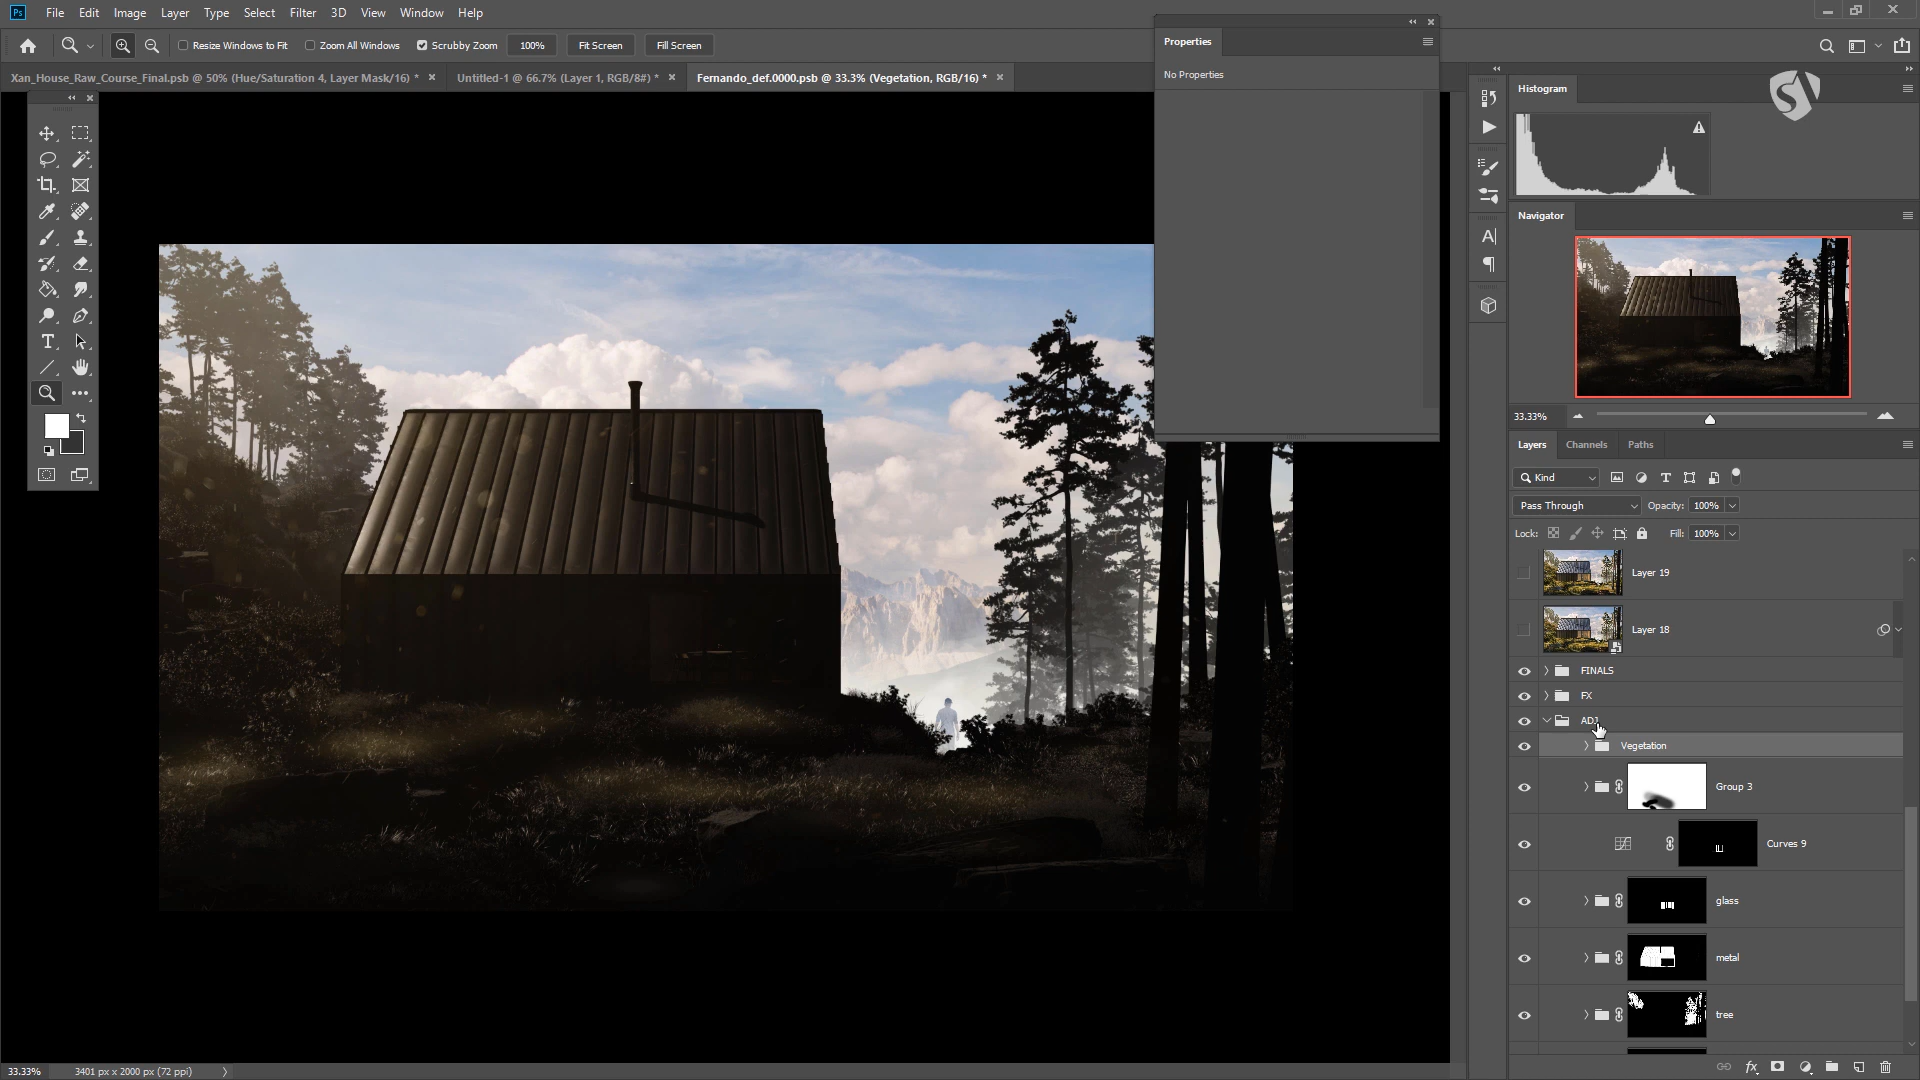 Ps File Edit Image Layer Type Select Filter 3D View Window Help
Resize Windows to Fit Zoom All Windows Scrubby Zoom 100% Fit Screen Fill Screen
Xan_House_Raw_Course_Final.psb @ 50% (Hue/Saturation 4, Layer Mask/16) * Untitled-1 @ 66.7% (Layer 1, RGB/8#) * Fernando_def.0000.psb @ 33.3% (Vegetation, RGB/16) *
Properties
No Properties
Histogram
Navigator
33.33%
Layers Channels Paths
Kind
Pass Through Opacity: 100%
Lock: Fill: 100%
Layer 19
Layer 18
FINALS
FX
ADJ
Vegetation
Group 3
Curves 9
glass
metal
tree
33.33% 3401 px x 2000 px (72 ppi)